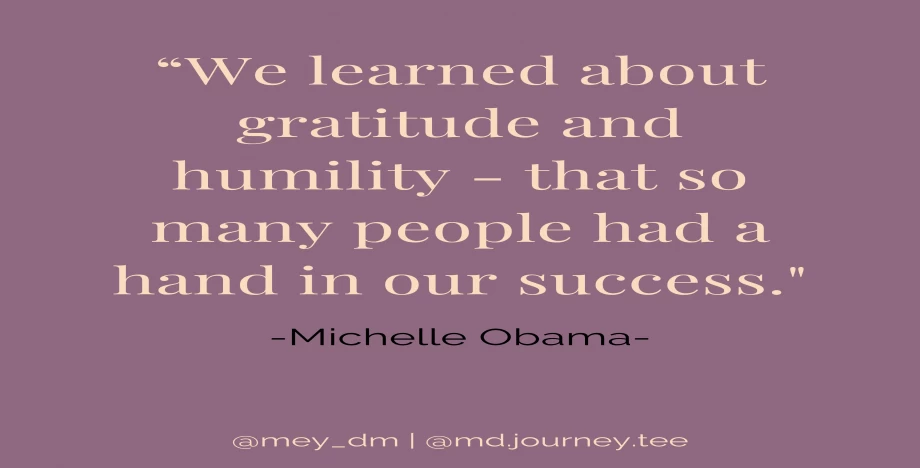 “We learned about
gratitude and
humility – that so
many people had a
hand in our success."
-Michelle Obama-
@mey_dm | @md.journey.tee